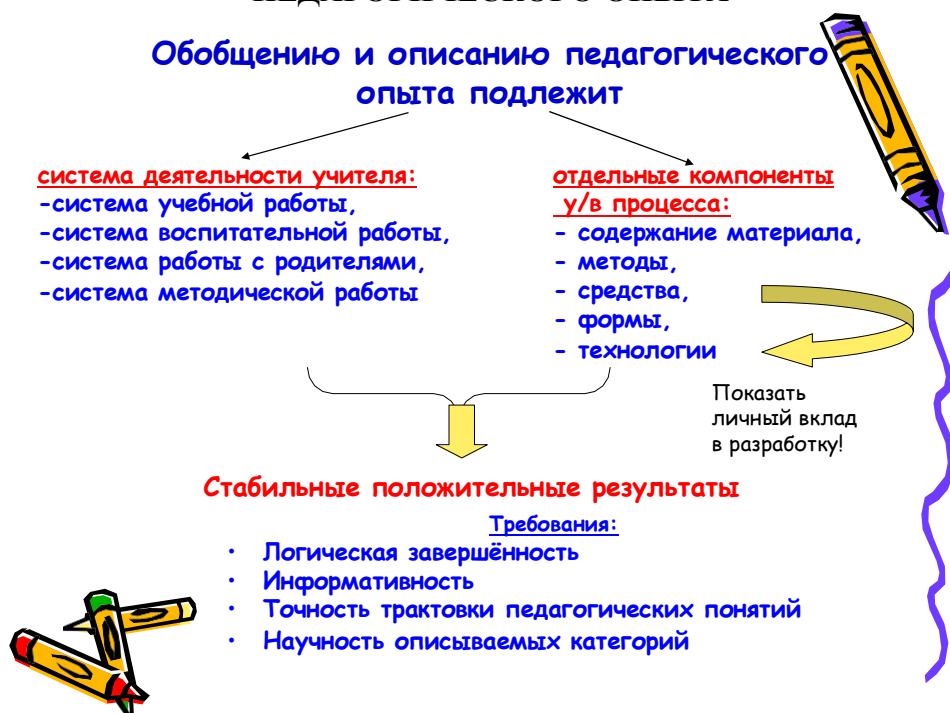 ПЕДАГОГИЧЕСКОГО ОПЫТА
Обобщению и описанию педагогического
опыта подлежит
система деятельности учителя:
-система учебной работы,
-система воспитательной работы,
-система работы с родителями,
-система методической работы
отдельные компоненты
у/в процесса:
- содержание материала,
- методы,
- средства,
- формы,
- технологии
Показать
личный вклад
в разработку!
Стабильные положительные результаты
Требования:
• Логическая завершённость
• Информативность
• Точность трактовки педагогических понятий
• Научность описываемых категорий